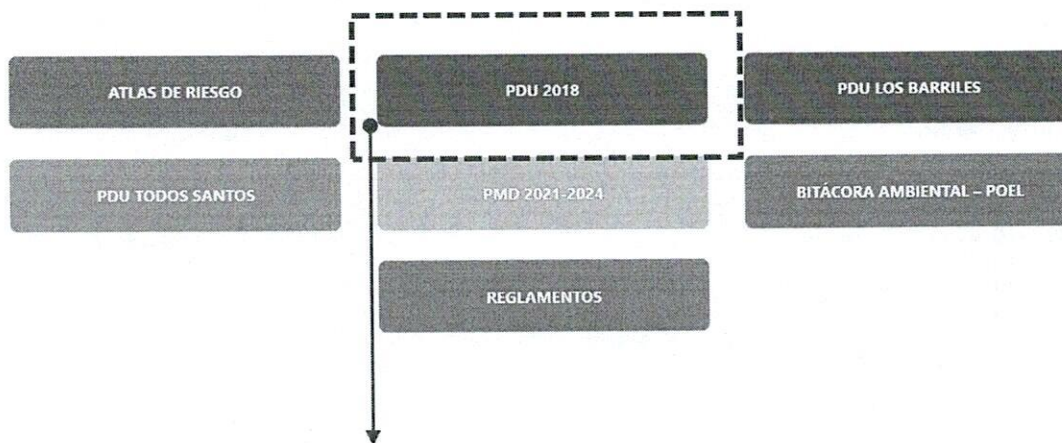 ATLAS DE RIESGO
PDU 2018
PDU LOS BARRILES
PDU TODOS SANTOS
PMD 2021-2024
BITÁCORA AMBIENTAL – POEL
REGLAMENTOS